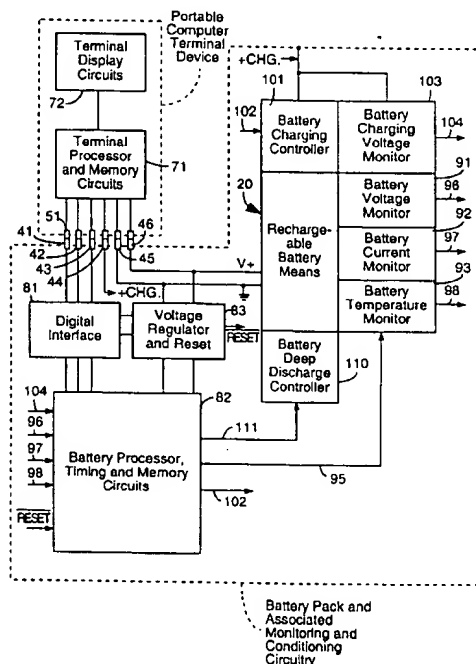 Portable
Computer
Terminal
Device
Terminal
Display
Circuits
72
Terminal
Processor
and Memory
Circuits
71
51
41
42
43
44
46
45
+CHG.
101
103
102
Battery
Charging
Controller
Battery
Charging
Voltage
Monitor
104
91
Battery
Voltage
Monitor
96
92
20
Recharge-
able
Battery
Means
Battery
Current
Monitor
97
93
Battery
Temperature
Monitor
98
V+
+CHG.
81
83
Digital
Interface
Voltage
Regulator
and Reset
RESET
Battery
Deep
Discharge
Controller
110
82
104
96
97
98
RESET
Battery Processor,
Timing and Memory
Circuits
111
95
102
Battery Pack and
Associated
Monitoring and
Conditioning
Circuitry